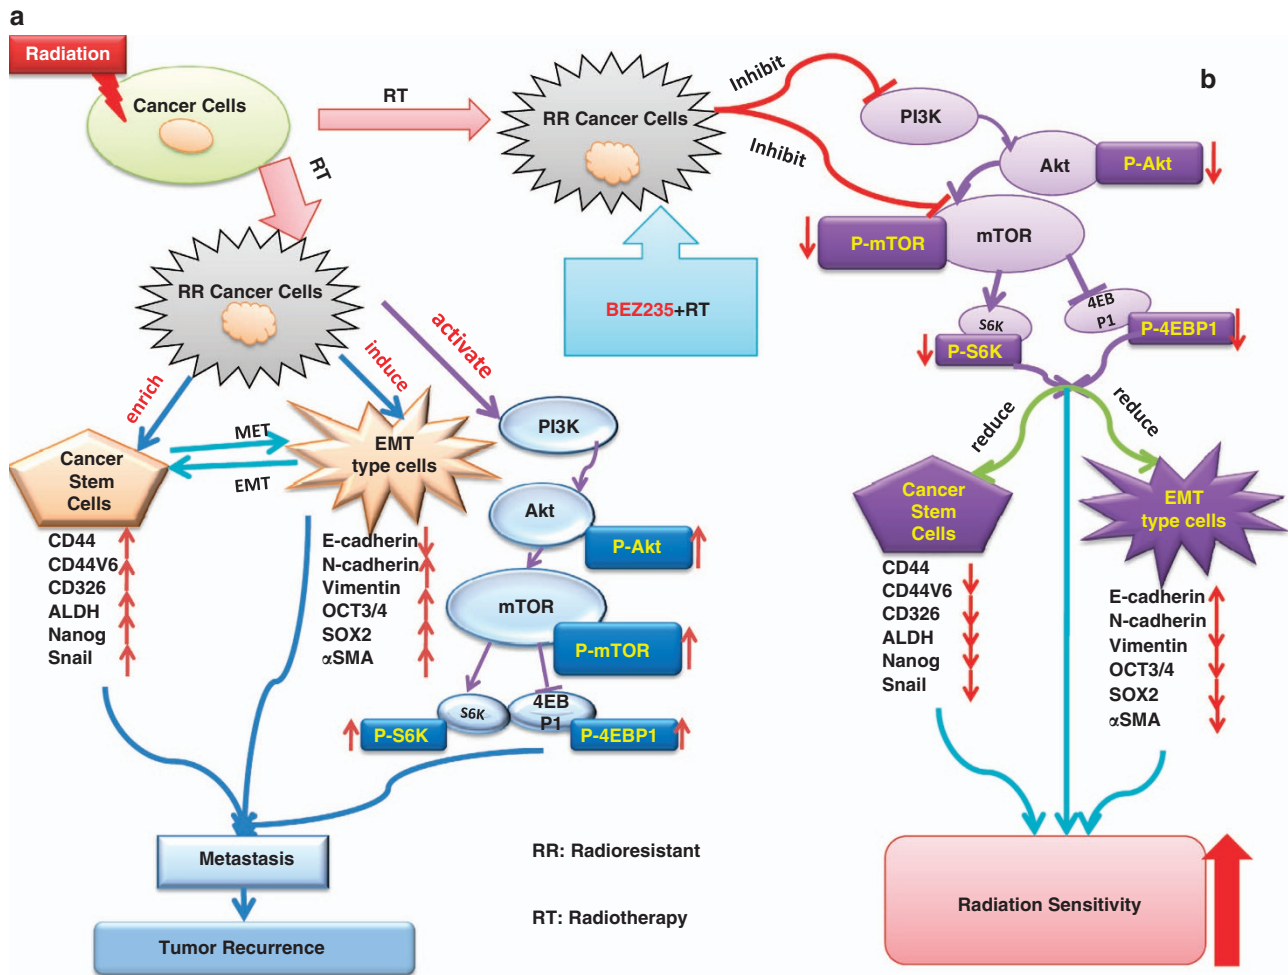 a
Radiation
Cancer Cells
RT
RT
RR Cancer Cells
RR Cancer Cells
BEZ235+RT
enrich
induce
activate
MET
EMT
Cancer
Stem
Cells
EMT
type cells
CD44
CD44V6
CD326
ALDH
Nanog
Snail
E-cadherin
N-cadherin
Vimentin
OCT3/4
SOX2
αSMA
PI3K
Akt
P-Akt
mTOR
P-mTOR
S6K
4EB
P1
P-S6K
P-4EBP1
Metastasis
Tumor Recurrence
RR: Radioresistant
RT: Radiotherapy
b
Inhibit
Inhibit
PI3K
Akt
P-Akt
P-mTOR
mTOR
S6K
4EB
P1
P-S6K
P-4EBP1
reduce
reduce
Cancer
Stem
Cells
EMT
type cells
CD44
CD44V6
CD326
ALDH
Nanog
Snail
E-cadherin
N-cadherin
Vimentin
OCT3/4
SOX2
αSMA
Radiation Sensitivity